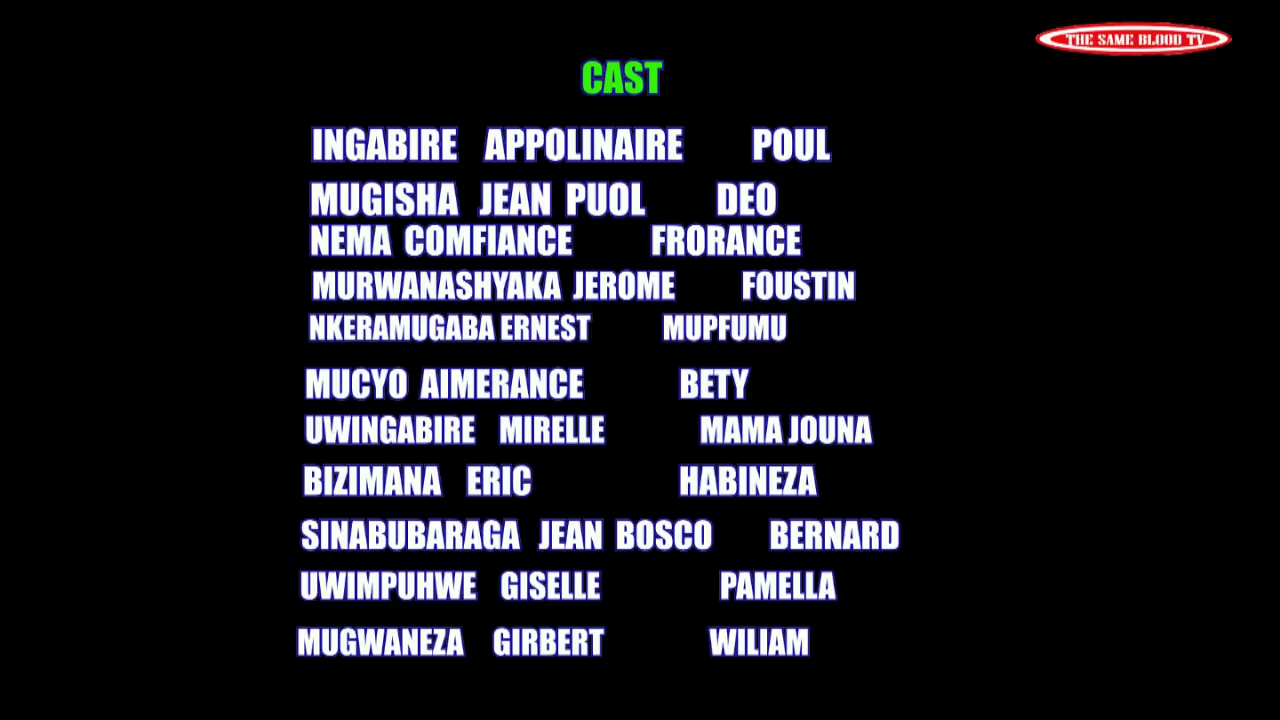 THE SAME BLOOD TV
CAST
INGABIRE APPOLINAIRE POUL
MUGISHA JEAN PUOL DEO
NEMA COMFIANCE FRORANCE
MURWANASHYAKA JEROME FOUSTIN
NKERAMUGABA ERNEST MUPFUMU
MUCYO AIMERANCE BETY
UWINGABIRE MIRELLE MAMA JOUNA
BIZIMANA ERIC HABINEZA
SINABUBARAGA JEAN BOSCO BERNARD
UWIMPUHWE GISELLE PAMELLA
MUGWANEZA GIRBERT WILIAM